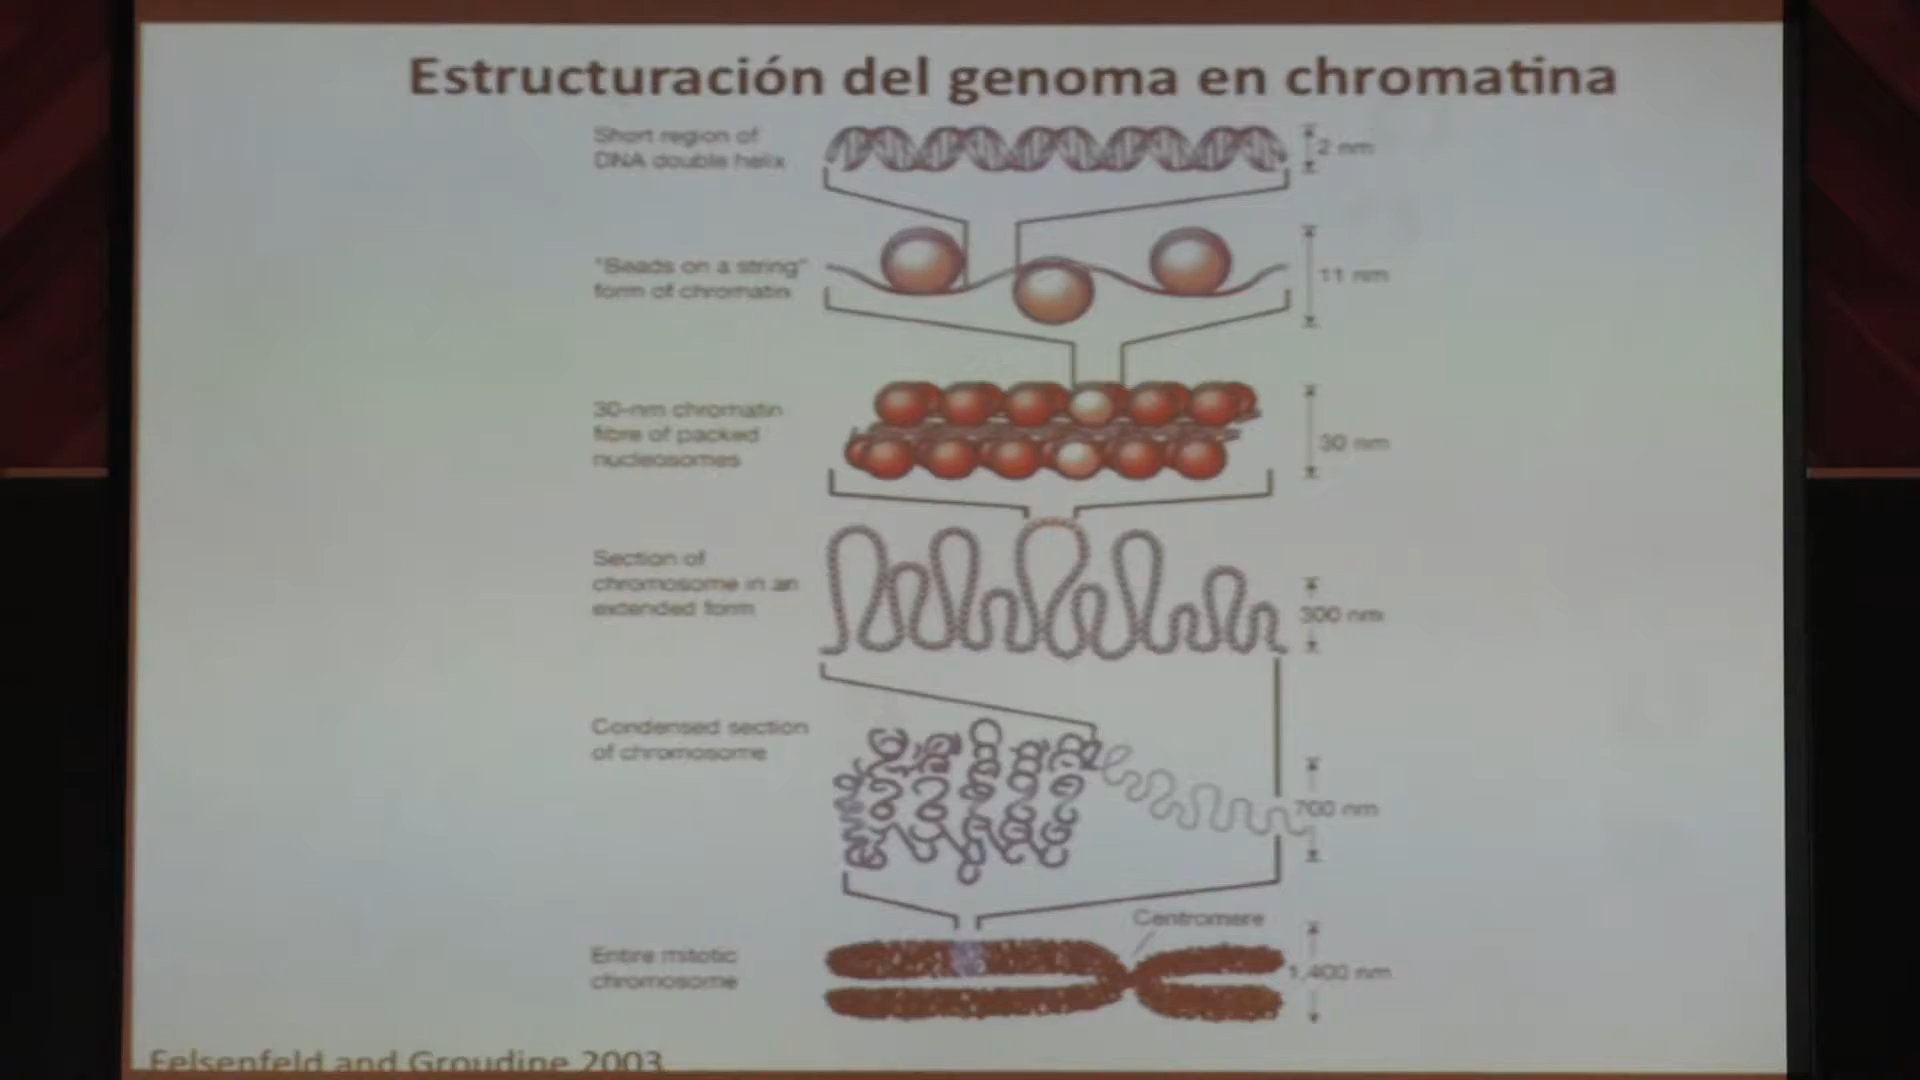 Estructuración del genoma en chromatina
Short region of
DNA double helix
2 nm
"Beads on a string"
form of chromatin
11 nm
30-nm chromatin
fibre of packed
nucleosomes
30 nm
Section of
chromosome in an
extended form
300 nm
Condensed section
of chromosome
700 nm
Centromere
Entire mitotic
chromosome
1,400 nm
Felsenfeld and Groudine 2003